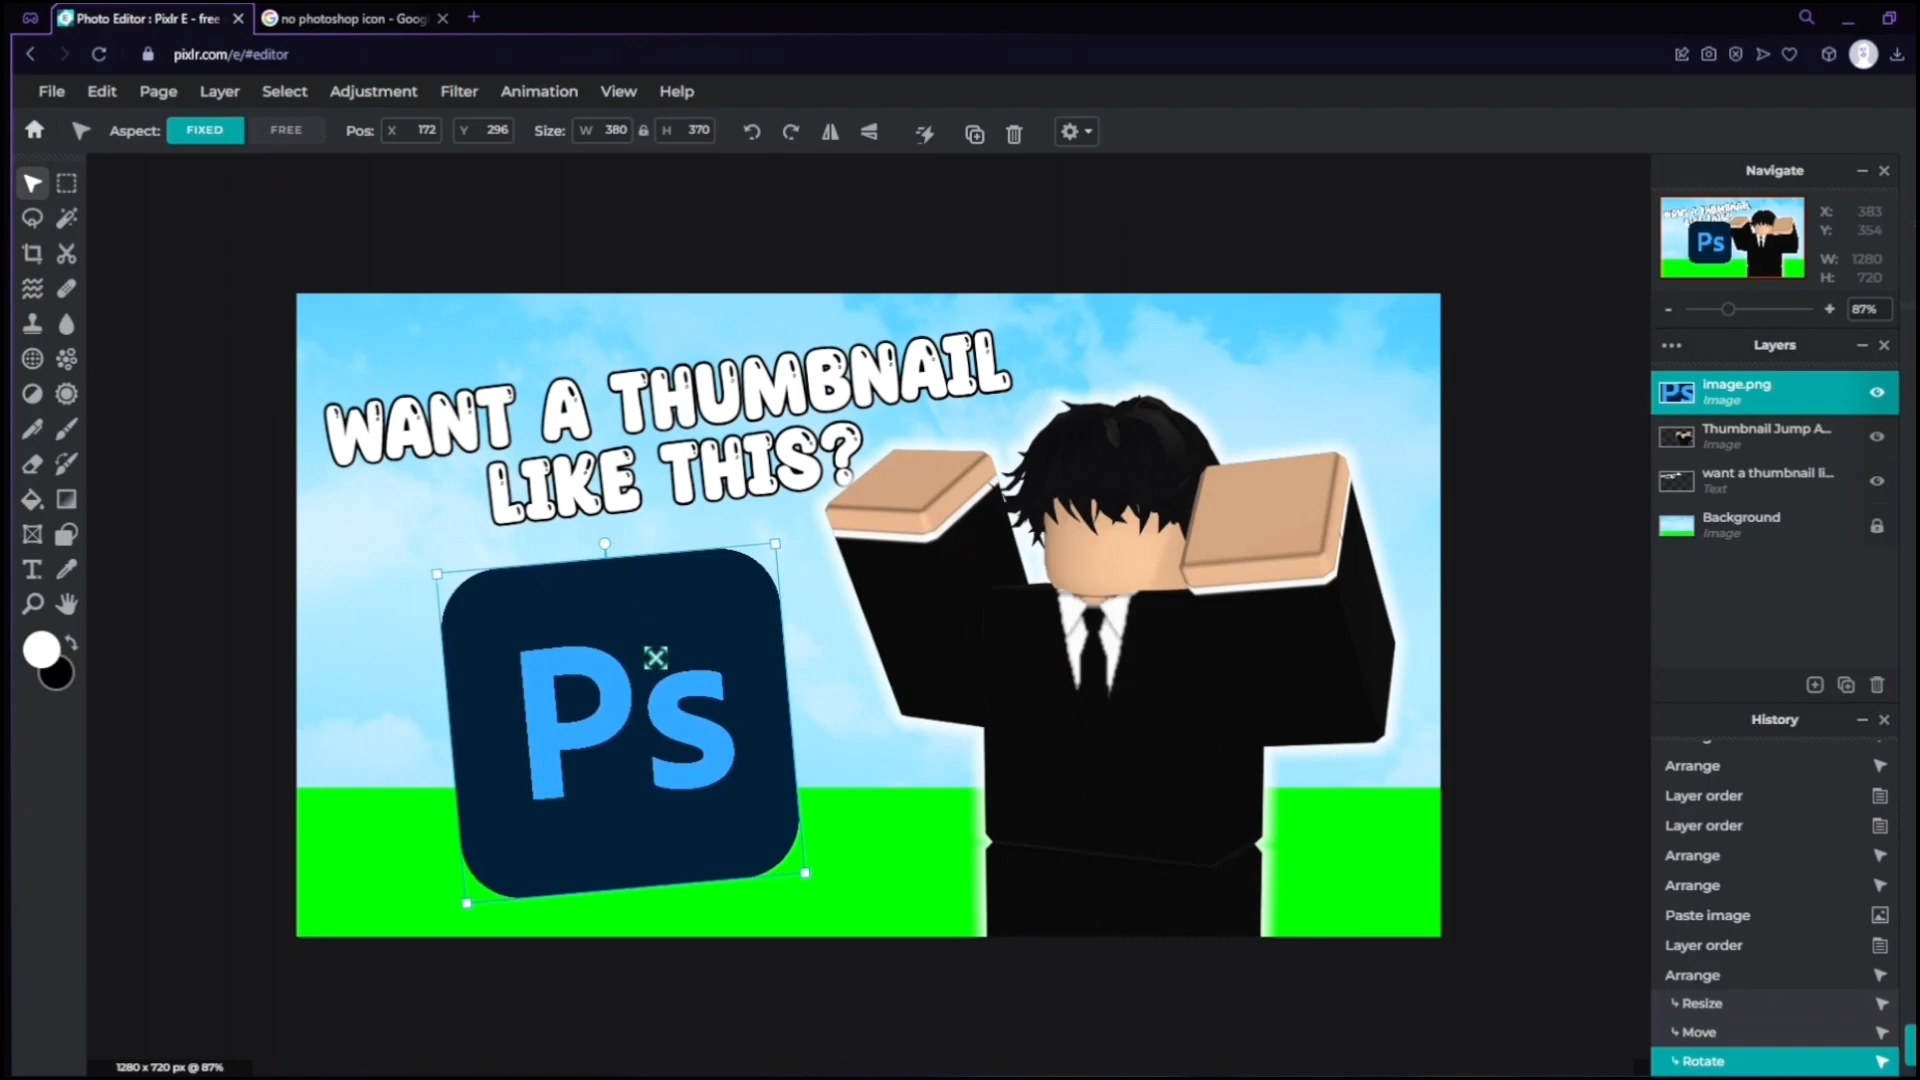 Photo Editor : Pixlr E - free
no photoshop icon - Goog
pixlr.com/e/#editor
File Edit Page Layer Select Adjustment Filter Animation View Help
Aspect: FIXED FREE Pos: X 172 Y 296 Size: W 380 H 370
Navigate
X: 383
Y: 354
W: 1280
H: 720
- + 87%
Layers
image.png
Image
Thumbnail Jump A...
Image
want a thumbnail li...
Text
Background
Image
WANT A THUMBNAIL
LIKE THIS?
Ps
History
Arrange
Layer order
Layer order
Arrange
Arrange
Paste image
Layer order
Arrange
Resize
Move
Rotate
1280 x 720 px @ 87%